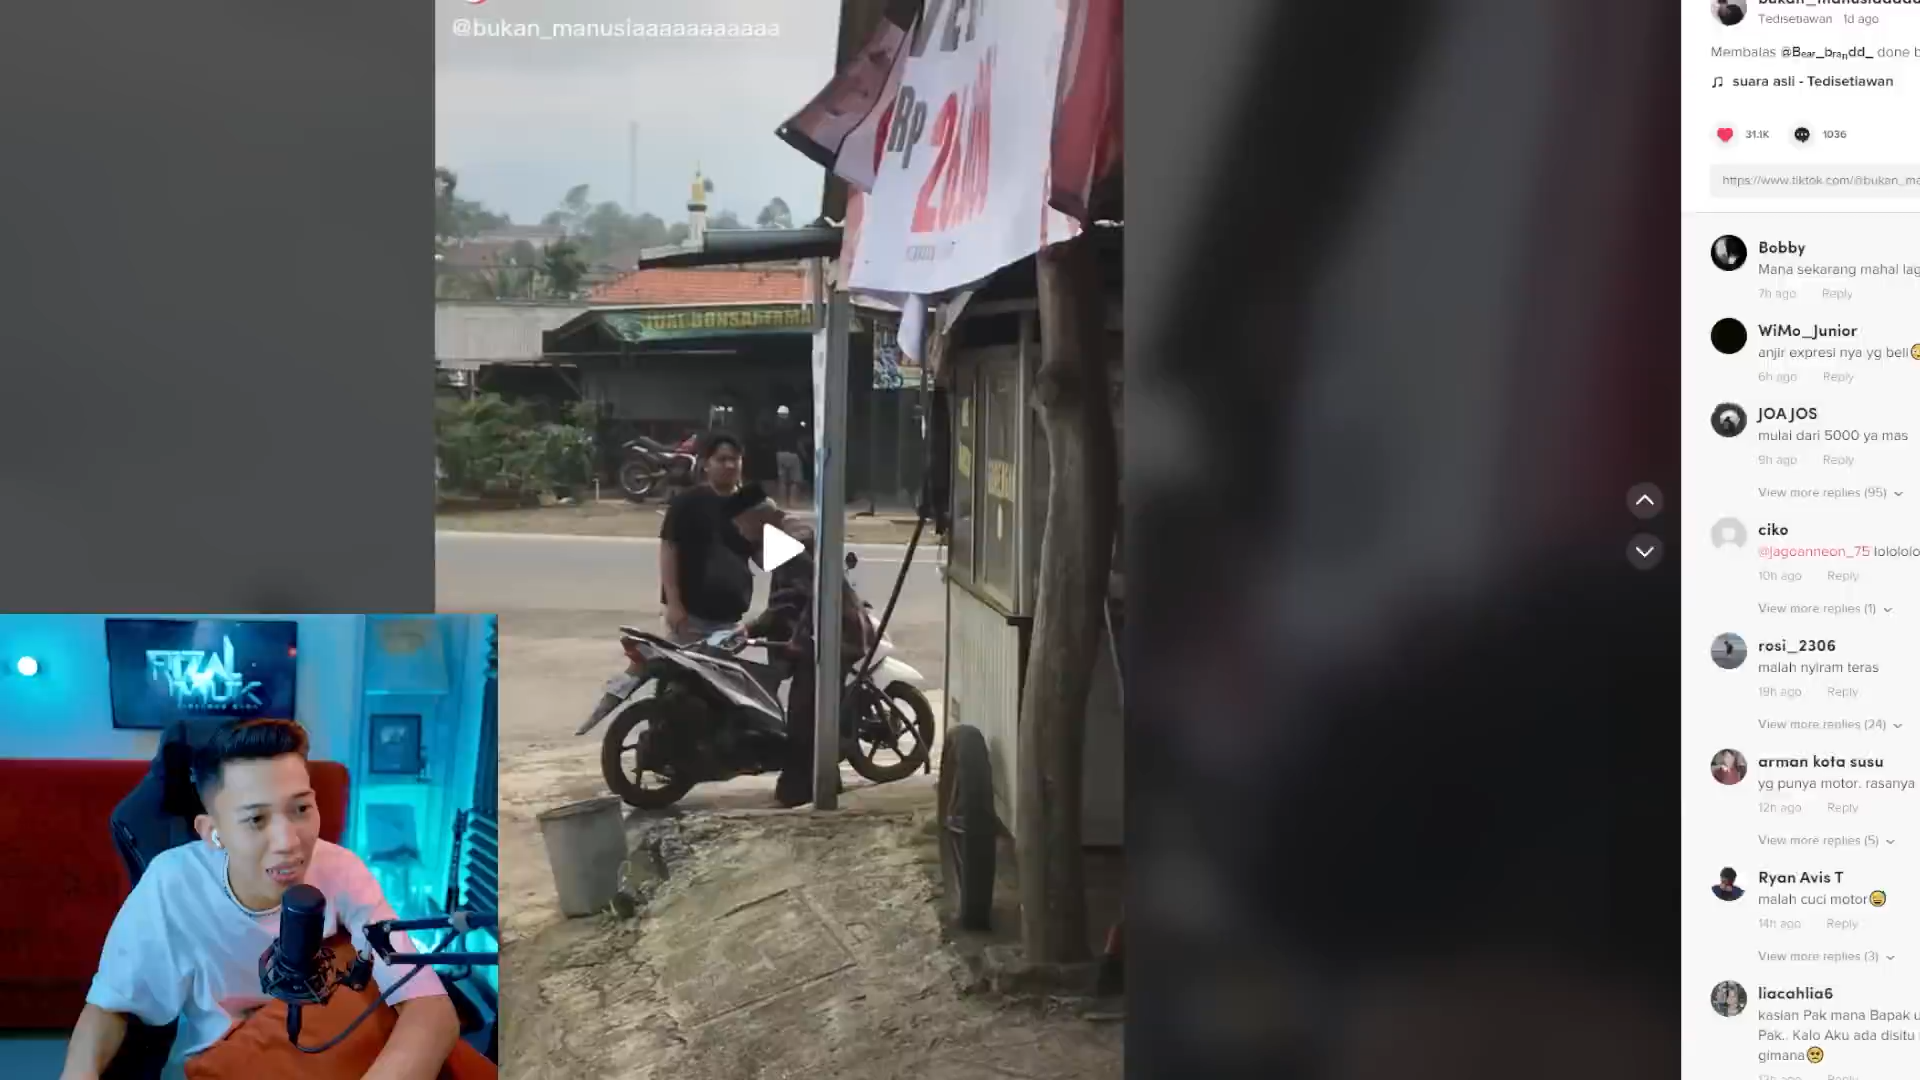 @bukan_manusiaaaaaaaaaaa
Rp
JUAL BONSAI
RIZAL
Tedisetiawan 1d ago
Membalas @Bₑₐᵣ_bᵣₐₙdd_ done b
suara asli - Tedisetiawan
31.1K 1036
https://www.tiktok.com/@bukan_ma
Bobby
Mana sekarang mahal lag
7h ago Reply
WiMo_Junior
anjir expresi nya yg beli
6h ago Reply
JOA JOS
mulai dari 5000 ya mas
9h ago Reply
View more replies (95)
ciko
@jagoanneon_75 lolololo
10h ago Reply
View more replies (1)
rosi_2306
malah nyiram teras
19h ago Reply
View more replies (24)
arman kota susu
yg punya motor. rasanya
12h ago Reply
View more replies (5)
Ryan Avis T
malah cuci motor😅
14h ago Reply
View more replies (3)
liacahlia6
kasian Pak mana Bapak u
Pak.. Kalo Aku ada disitu
gimana🥺